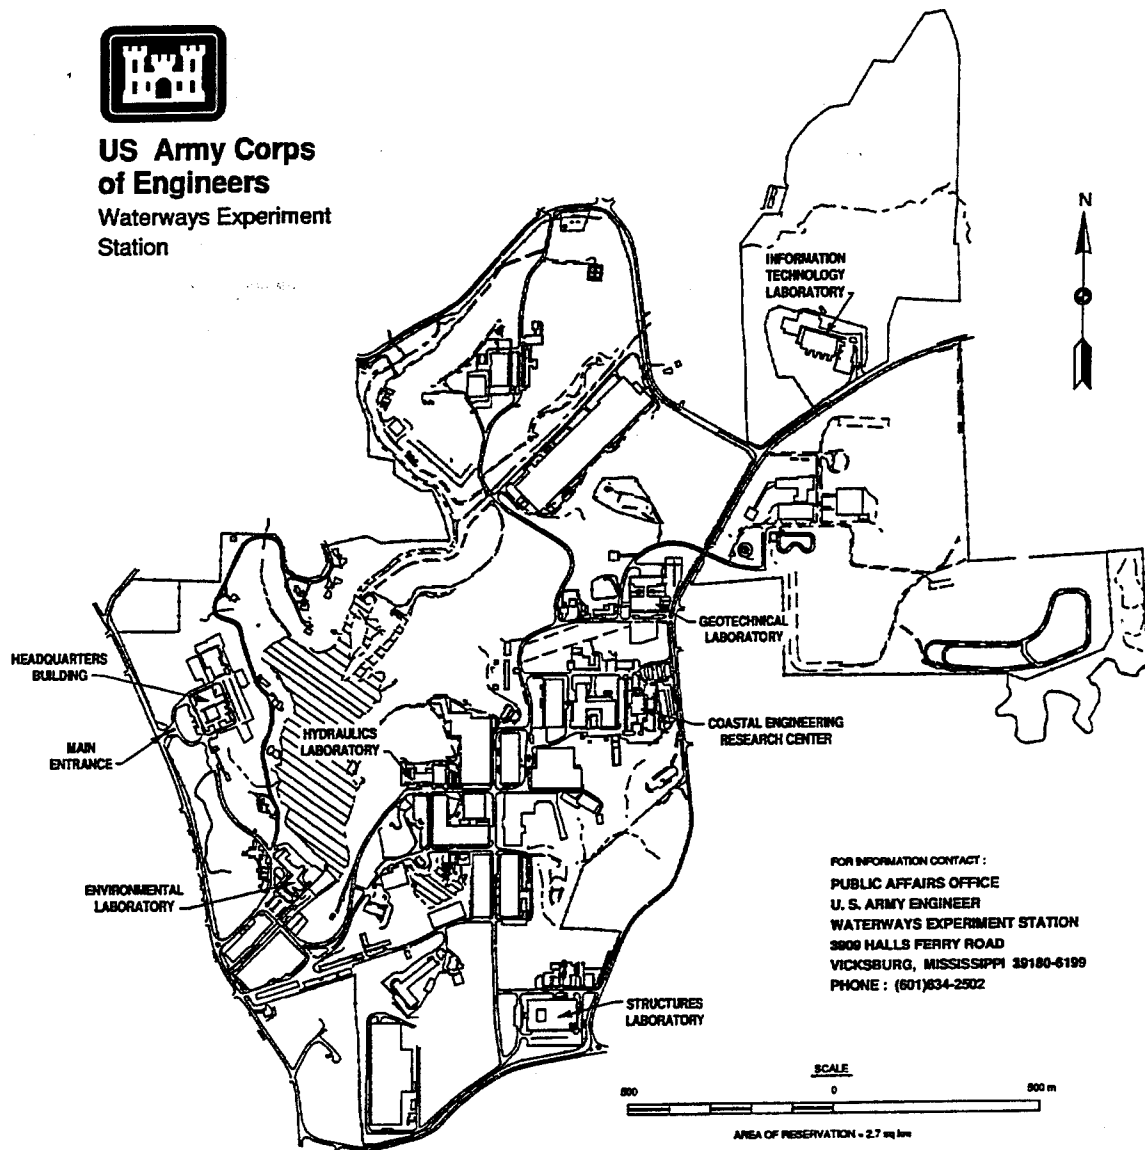 US Army Corps
of Engineers
Waterways Experiment
Station
N
INFORMATION
TECHNOLOGY
LABORATORY
GEOTECHNICAL
LABORATORY
HEADQUARTERS
BUILDING
MAIN
ENTRANCE
HYDRAULICS
LABORATORY
COASTAL ENGINEERING
RESEARCH CENTER
ENVIRONMENTAL
LABORATORY
STRUCTURES
LABORATORY
FOR INFORMATION CONTACT :
PUBLIC AFFAIRS OFFICE
U. S. ARMY ENGINEER
WATERWAYS EXPERIMENT STATION
3909 HALLS FERRY ROAD
VICKSBURG, MISSISSIPPI 39180-6199
PHONE : (601)634-2502
SCALE
500 0 500 m
AREA OF RESERVATION = 2.7 sq km